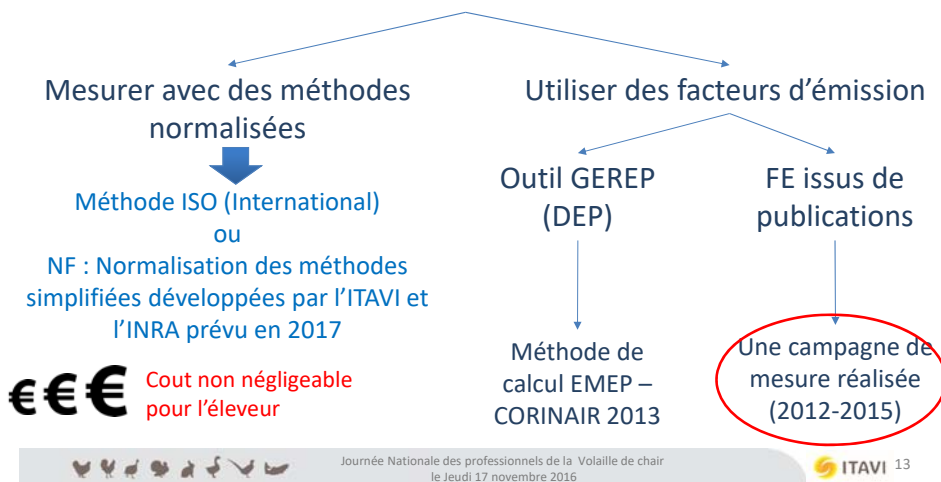 Mesurer avec des méthodes
normalisées
Méthode ISO (International)
ou
NF : Normalisation des méthodes
simplifiées développées par l'ITAVI et
l'INRA prévu en 2017
€ € €
Cout non négligeable
pour l'éleveur
Utiliser des facteurs d'émission
Outil GEREP
(DEP)
Méthode de
calcul EMEP –
CORINAIR 2013
FE issus de
publications
Une campagne de
mesure réalisée
(2012-2015)
Journée Nationale des professionnels de la Volaille de chair
le Jeudi 17 novembre 2016
ITAVI
13